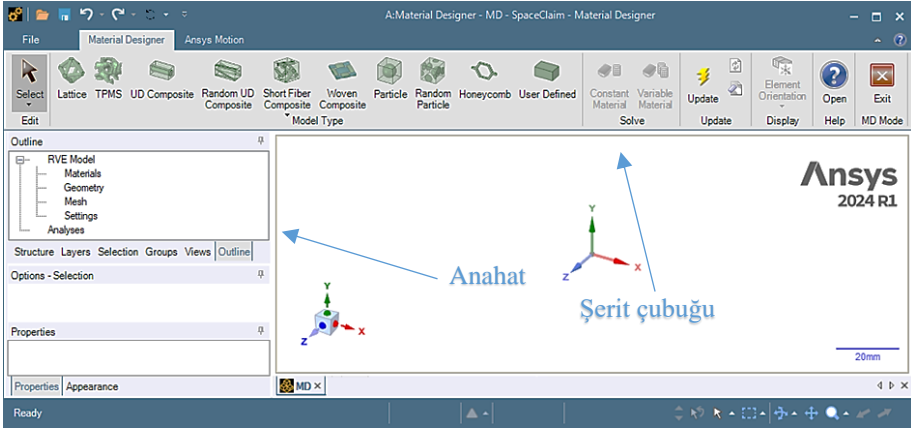 A:Material Designer - MD - SpaceClaim - Material Designer
File
Material Designer
Ansys Motion
Select
Lattice
TPMS
UD Composite
Random UD
Composite
Short Fiber
Composite
Woven
Composite
Particle
Random
Particle
Honeycomb
User Defined
Constant
Material
Variable
Material
Update
Element
Orientation
Open
Exit
Edit
Model Type
Solve
Update
Display
Help
MD Mode
Outline
RVE Model
Materials
Geometry
Mesh
Settings
Analyses
Structure Layers Selection Groups Views Outline
Options - Selection
Properties
Properties Appearance
Ansys
2024 R1
Y
X
Z
Anahat
Şerit çubuğu
Y
X
Z
20mm
MD
Ready